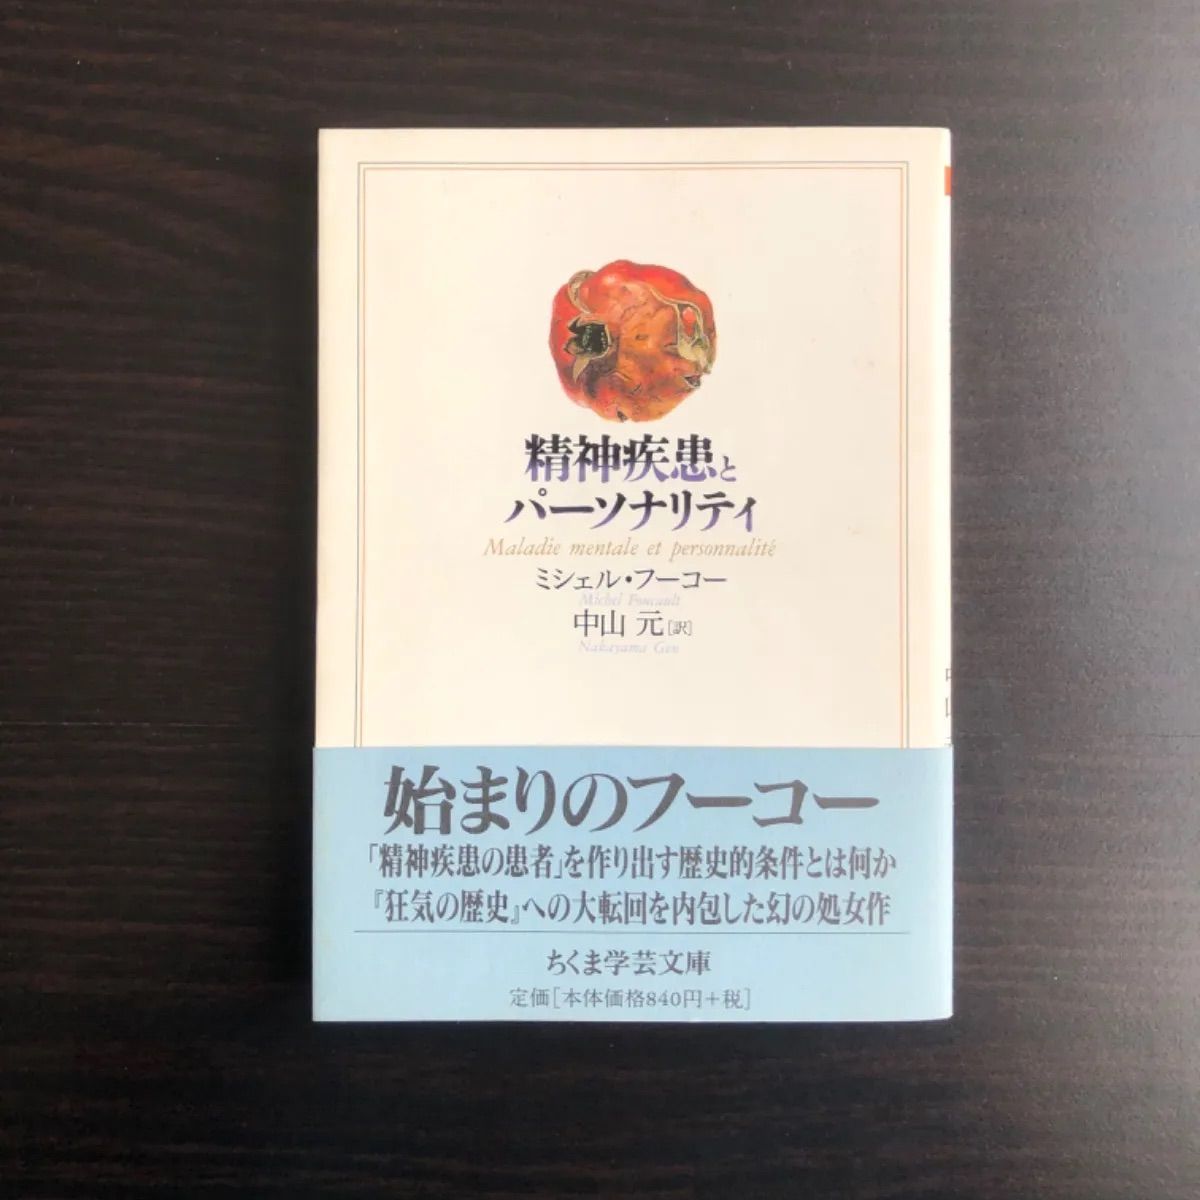 精神疾患と
パーソナリティ
Maladie mentale et personnalité
ミシェル・フーコー
Michel Foucault
中山 元[訳]
Nakayama Gen
始まりのフーコー
「精神疾患の患者」を作り出す歴史的条件とは何か
『狂気の歴史』への大転回を内包した幻の処女作
ちくま学芸文庫
定価[本体価格840円+税]